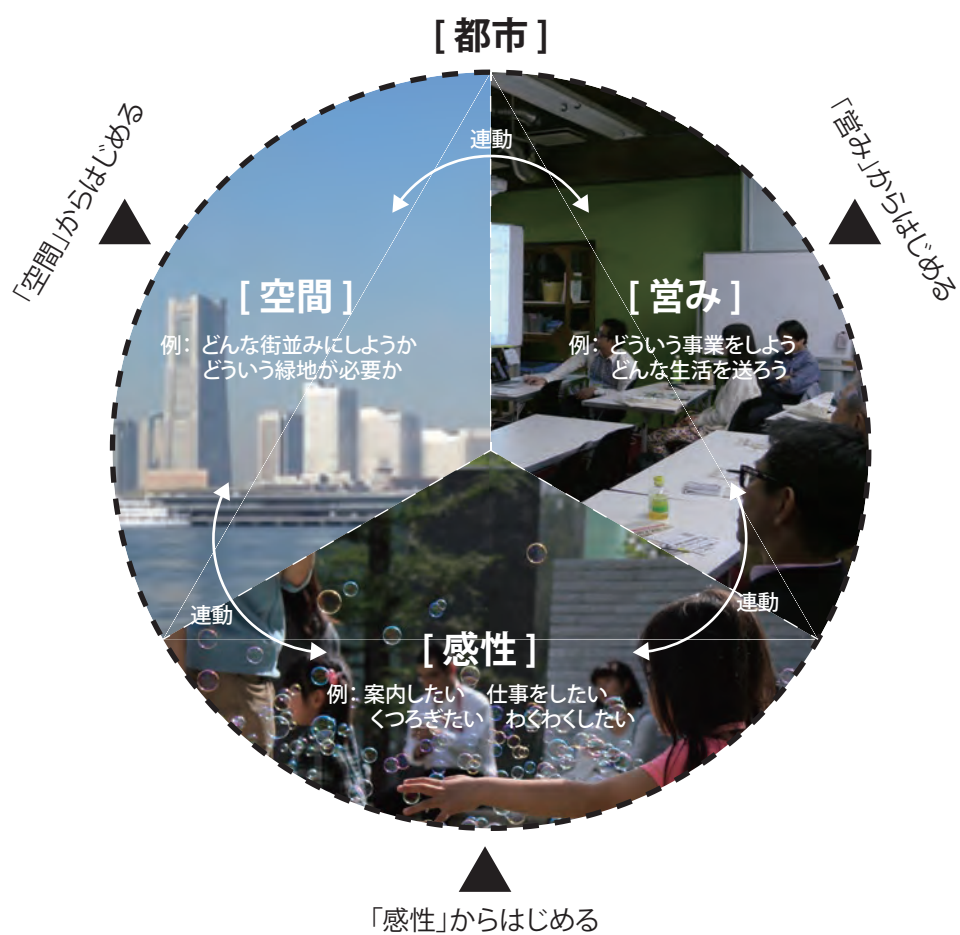 [ 都市 ]
「空間」からはじめる
「営み」からはじめる
連動
[ 空間 ]
例： どんな街並みにしようか
どういう緑地が必要か
[ 営み ]
例： どういう事業をしよう
どんな生活を送ろう
連動
連動
[ 感性 ]
例： 案内したい　仕事をしたい
くつろぎたい　わくわくしたい
「感性」からはじめる